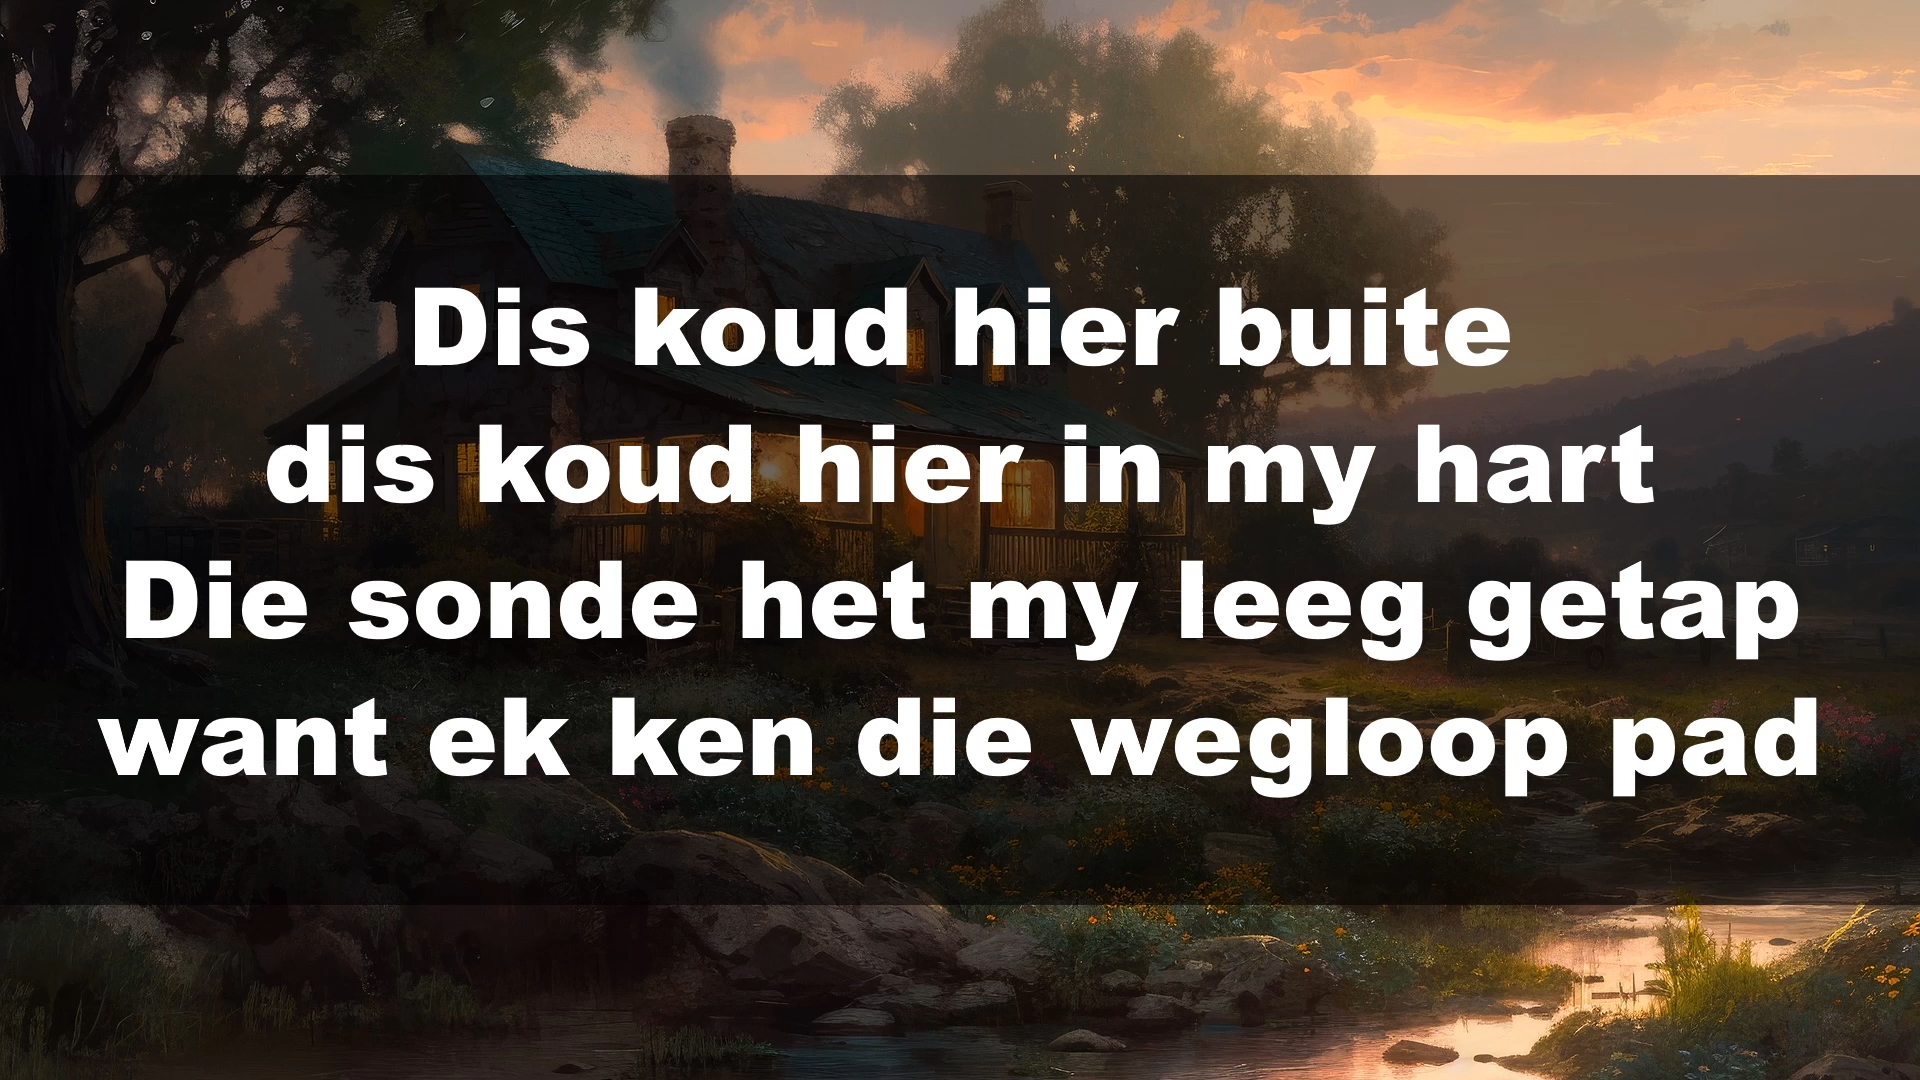 Dis koud hier buite
dis koud hier in my hart
Die sonde het my leeg getap
want ek ken die wegloop pad